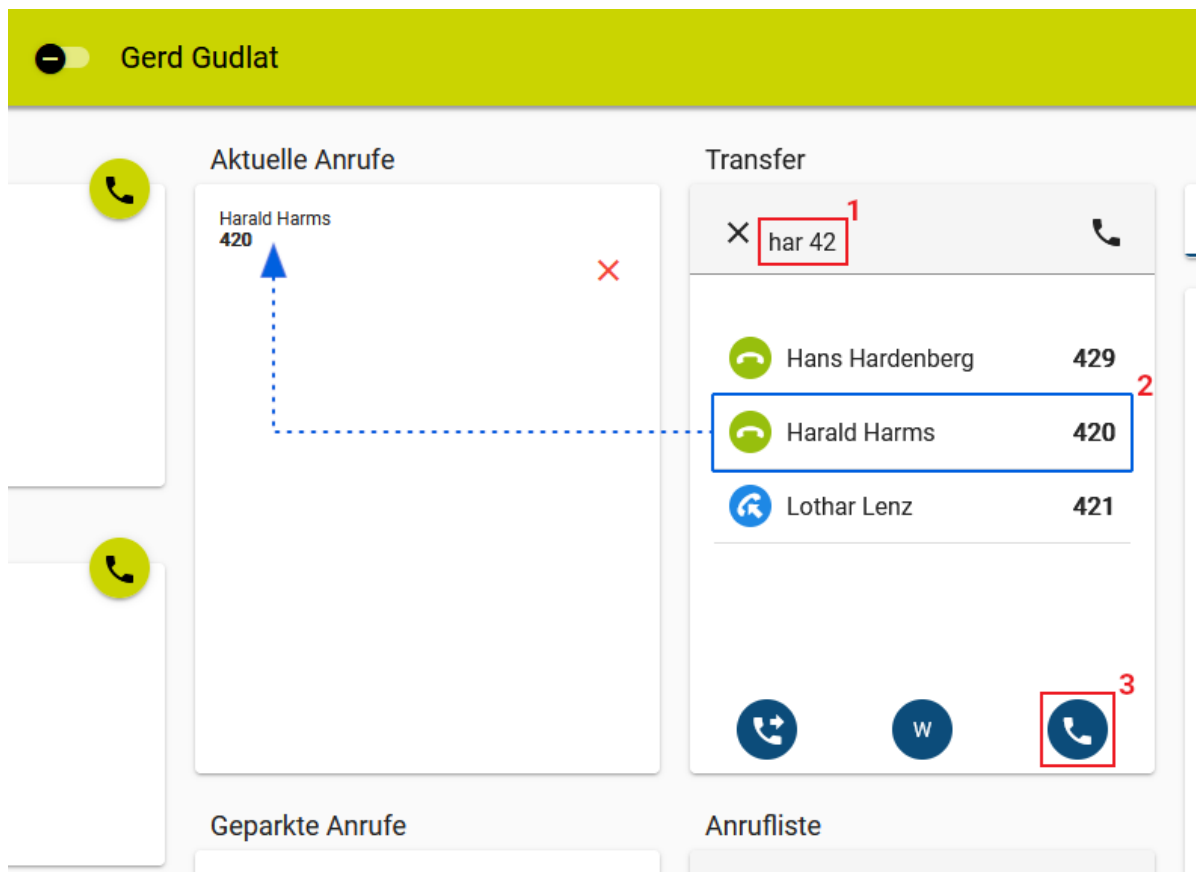 Gerd Gudlat
Aktuelle Anrufe
Harald Harms
420
Transfer
1
har 42
Hans Hardenberg 429
2
Harald Harms 420
Lothar Lenz 421
3
W
Geparkte Anrufe
Anrufliste